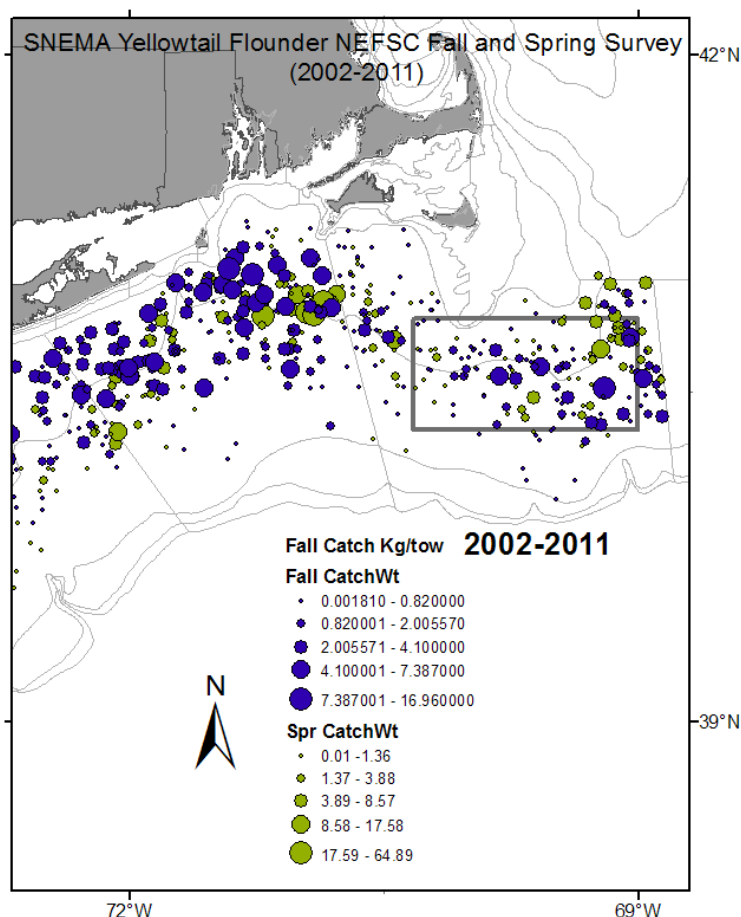 SNEMA Yellowtail Flounder NEFSC Fall and Spring Survey
(2002-2011)
42°N
Fall Catch Kg/tow 2002-2011
Fall CatchWt
0.001810 - 0.820000
0.820001 - 2.005570
2.005571 - 4.100000
4.100001 - 7.387000
7.387001 - 16.960000
N
Spr CatchWt
39°N
0.01 -1.36
1.37 - 3.88
3.89 - 8.57
8.58 - 17.58
17.59 - 64.89
72°W
69°W